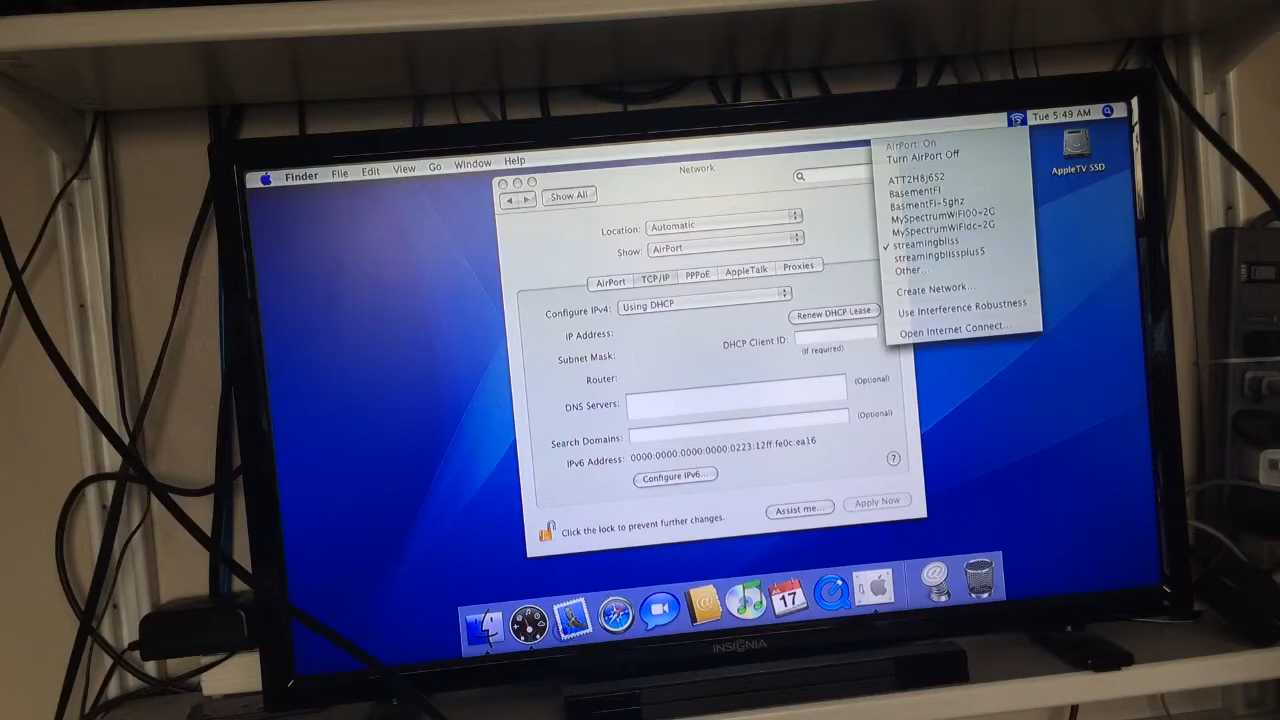 Finder File Edit View Go Window Help
Tue 5:49 AM
AppleTV SSD
AirPort: On
Turn AirPort Off
ATT2H8J6S2
BasementFI
BasmentFi-5ghz
MySpectrumWiFi00-2G
MySpectrumWiFidc-2G
✓ streamingbliss
streamingblissplus5
Other...
Create Network...
Use Interference Robustness
Open Internet Connect...
Network
Show All
Location: Automatic
Show: AirPort
AirPort TCP/IP PPPoE AppleTalk Proxies
Configure IPv4: Using DHCP
IP Address:
Renew DHCP Lease
Subnet Mask:
DHCP Client ID:
(If required)
Router:
DNS Servers:
(Optional)
Search Domains:
(Optional)
IPv6 Address: 0000:0000:0000:0000:0223:12ff:fe0c:ea16
Configure IPv6...
?
Click the lock to prevent further changes.
Assist me...
Apply Now
17
INSIGNIA